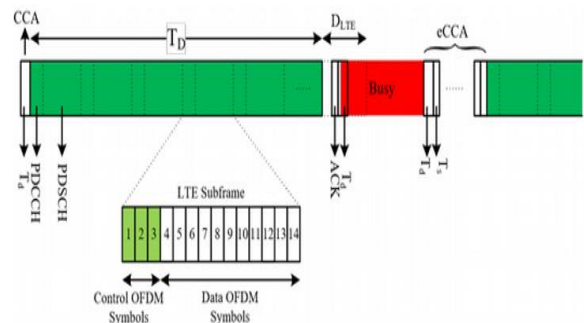 CCA
T_D
D_LTE
eCCA
Busy
......
......
T_d
PDCCH
PDSCH
ACK
T_d
T_d
T_s
LTE Subframe
1 2 3 4 5 6 7 8 9 10 11 12 13 14
Control OFDM
Symbols
Data OFDM
Symbols